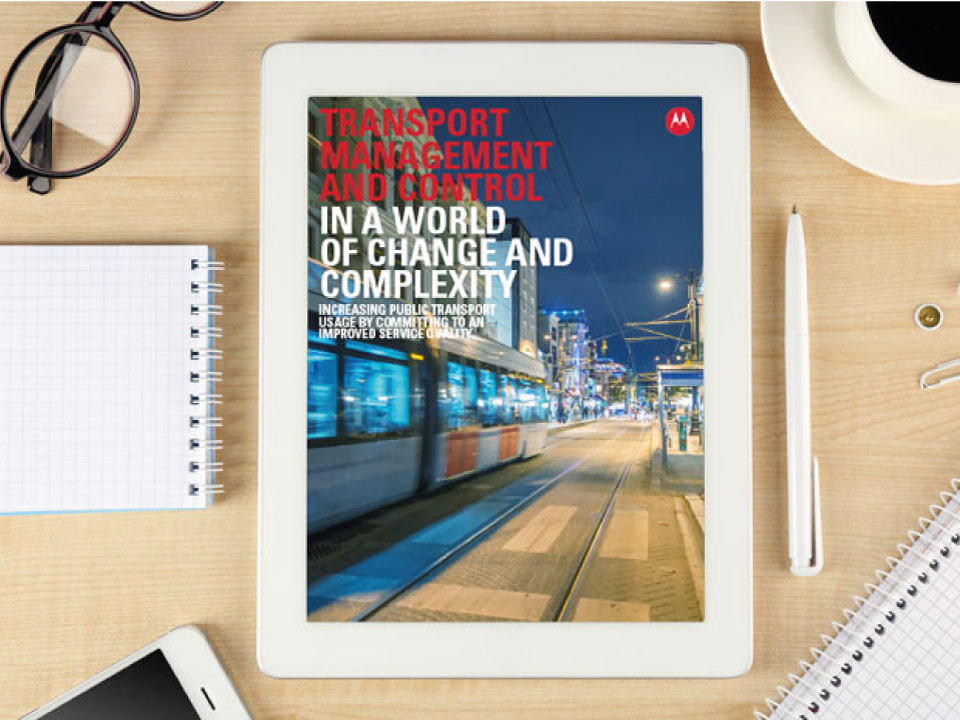 TRANSPORT
MANAGEMENT
AND CONTROL
IN A WORLD
OF CHANGE AND
COMPLEXITY
INCREASING PUBLIC TRANSPORT
USAGE BY COMMITTING TO AN
IMPROVED SERVICE QUALITY